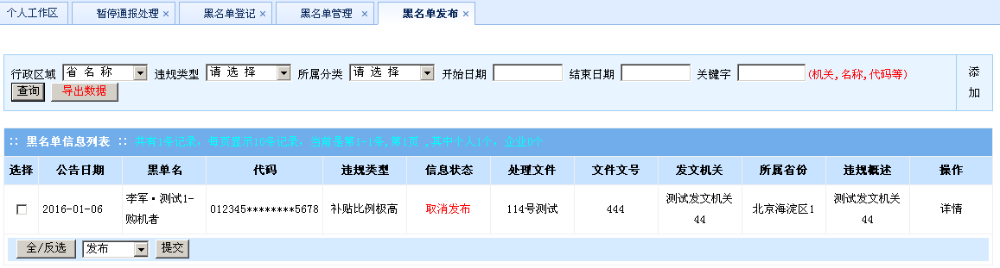 个人工作区 暂停通报处理 黑名单登记 黑名单管理 黑名单发布
行政区域 省名称 违规类型 请选择 所属分类 请选择 开始日期 结束日期 关键字 (机关,名称,代码等)
查询 导出数据
添
加
:: 黑名单信息列表 :: 共有1条记录，每页显示10条记录，当前是第1-1条,第1页 ,其中个人1个，企业0个
选择 公告日期 黑单名 代码 违规类型 信息状态 处理文件 文件文号 发文机关 所属省份 违规概述 操作
2016-01-06 李军·测试1-
购机者 012345********5678 补贴比例极高 取消发布 114号测试 444 测试发文机关
44 北京海淀区1 测试发文机关
44 详情
全/反选 发布 提交